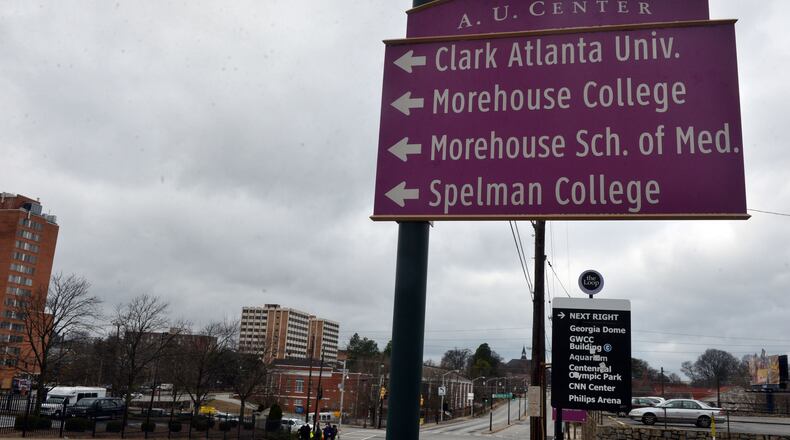 A. U. CENTER
Clark Atlanta Univ.
Morehouse College
Morehouse Sch. of Med.
Spelman College
the
Loop
NEXT RIGHT
Georgia Dome
GWCC
Building C
Aquarium
Centennial
Olympic Park
CNN Center
Philips Arena